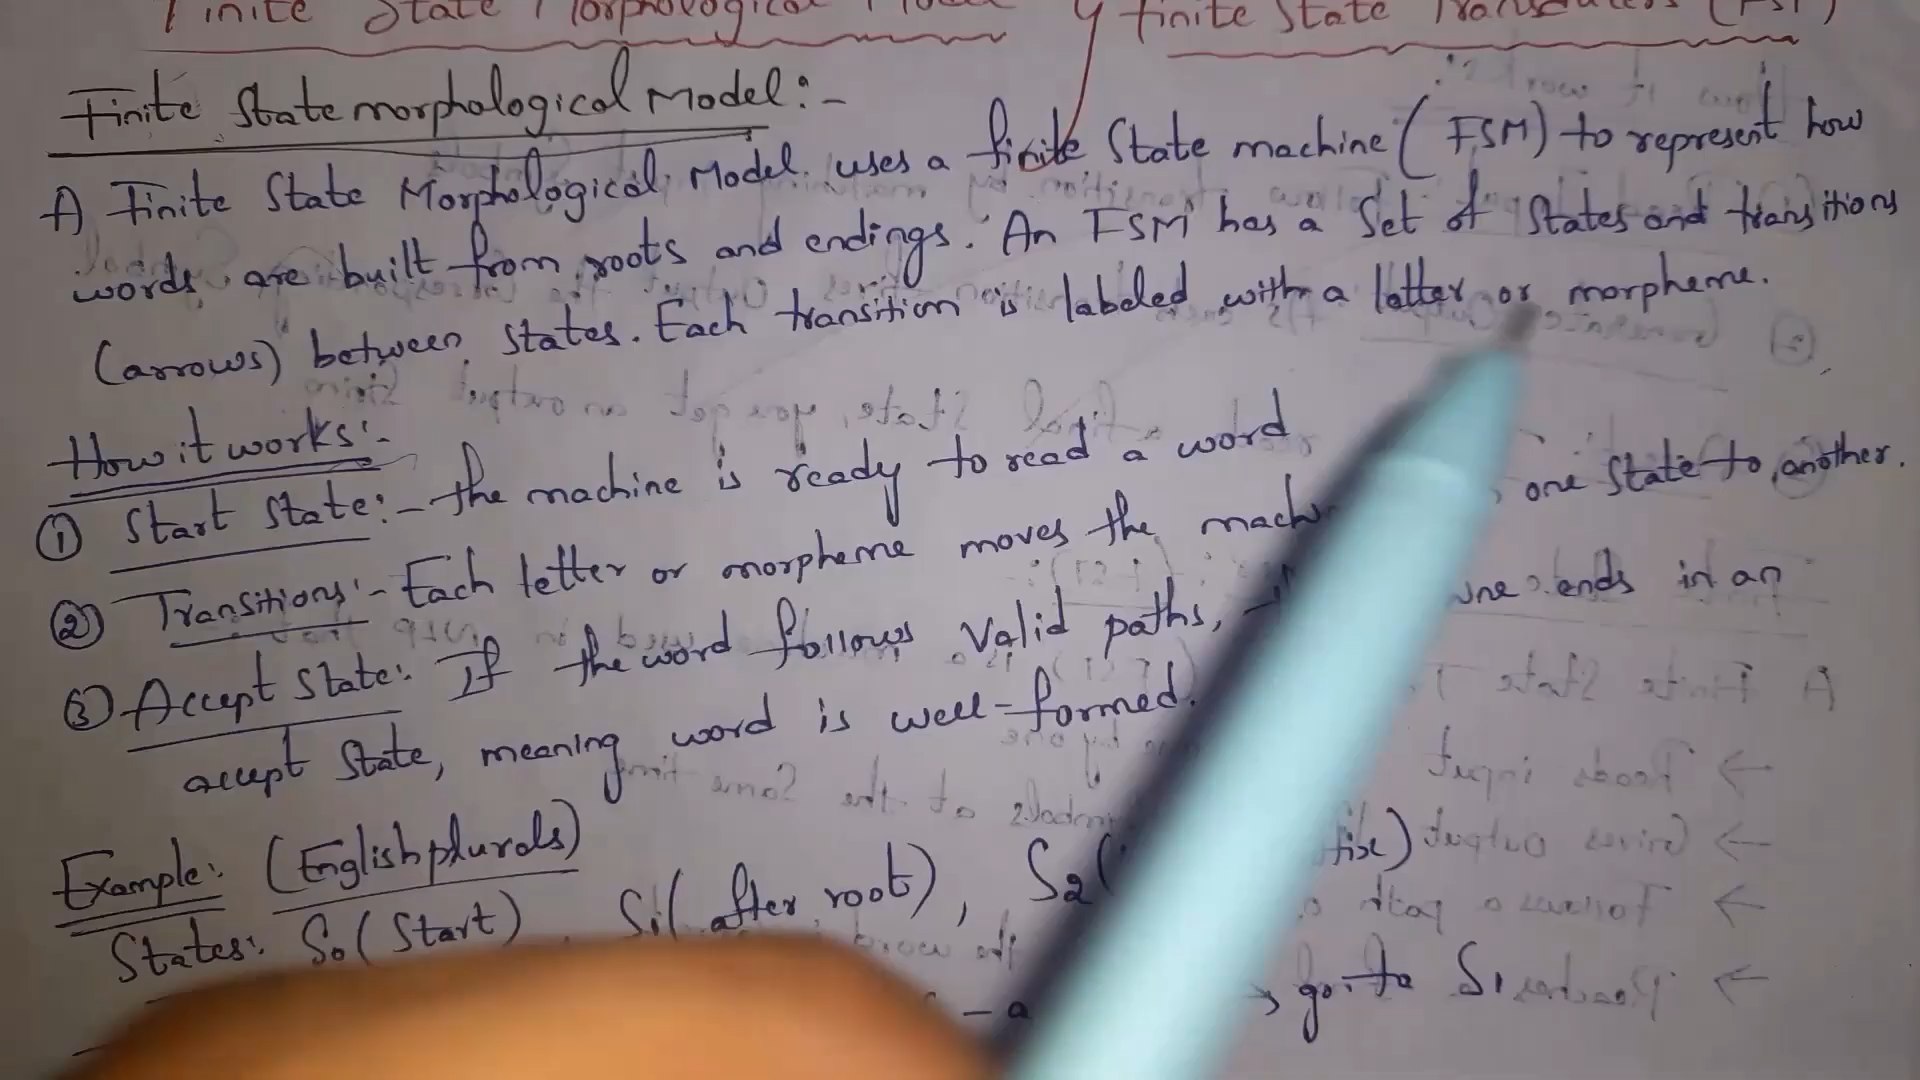 Finite State Morphological Model y finite State Transducers (FST)
Finite State morphological Model:-
A) Finite State Morphological Model uses a finite State machine (FSM) to represent how
words are built from roots and endings. An FSM has a Set of States and transitions
(arrows) between States. Each transition is labeled with a letter or morpheme.
How it works:-
① Start State:- the machine is ready to read a word
② Transitions:- Each letter or morpheme moves the one State to another.
③ Accept State: If the word follows Valid paths, ends in an
accept State, meaning word is well-formed.
Example: (English plurals)
States: S0 (Start), S1 (after root), S2
- a → go to S1